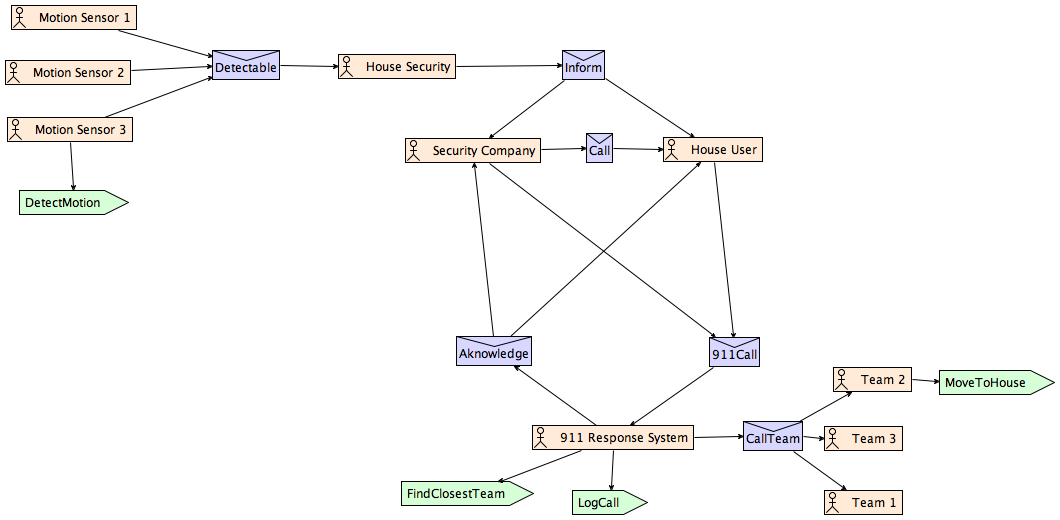 Motion Sensor 1
Motion Sensor 2
Detectable
House Security
Inform
Motion Sensor 3
Security Company
Call
House User
DetectMotion
Aknowledge
911Call
Team 2
MoveToHouse
911 Response System
CallTeam
Team 3
FindClosestTeam
LogCall
Team 1